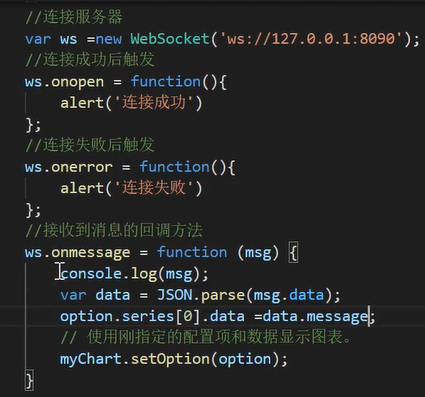 //连接服务器
var ws =new WebSocket('ws://127.0.0.1:8090');
//连接成功后触发
ws.onopen = function(){
alert('连接成功')
};
//连接失败后触发
ws.onerror = function(){
alert('连接失败')
};
//接收到消息的回调方法
ws.onmessage = function (msg) {
console.log(msg);
var data = JSON.parse(msg.data);
option.series[0].data =data.message;
// 使用刚指定的配置项和数据显示图表。
myChart.setOption(option);
}